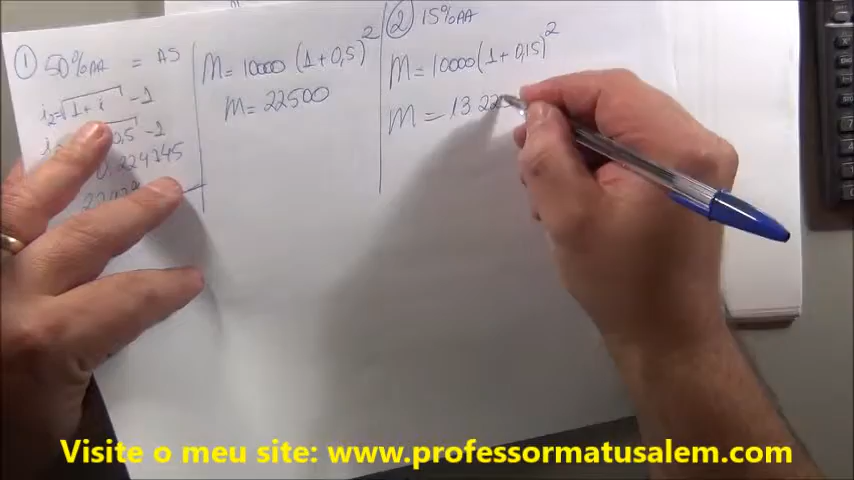 ① 50%AA = AS
i₂=√1+i -1
0,5 -1
0,224745
M= 10000 (1+0,5)²
M= 22500
② 15%AA
M= 10000(1+0,15)²
M = 13 22
Visite o meu site: www.professormatusalem.com